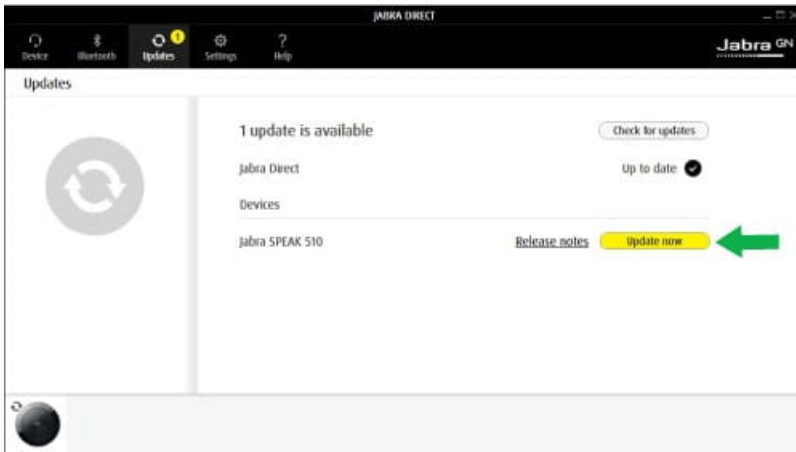 JABRA DIRECT
Device Bluetooth Updates 1 Settings ? Help
Jabra GN
Updates
1 update is available Check for updates
Jabra Direct Up to date
Devices
Jabra SPEAK 510 Release notes Update now